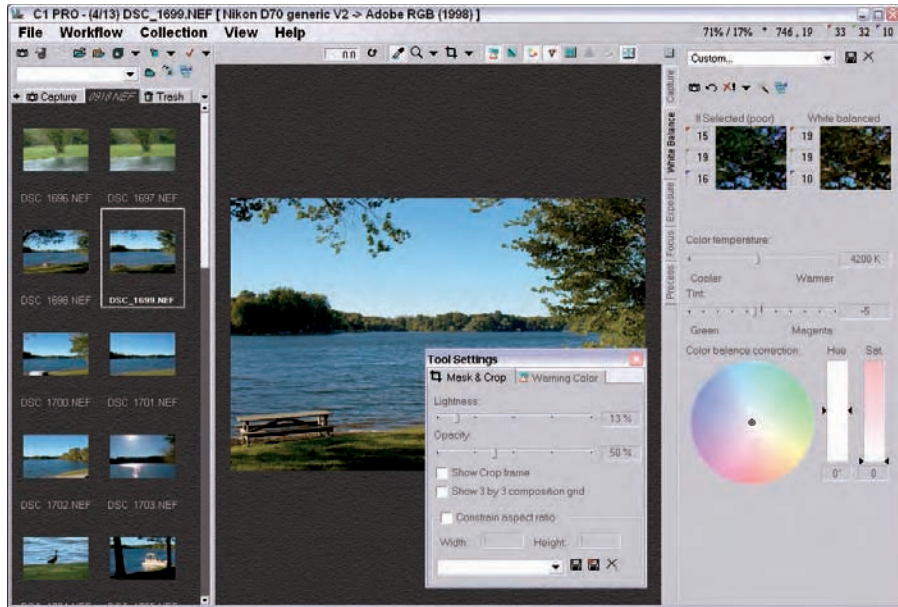 C1 PRO - (4/13) DSC_1699.NEF [ Nikon D70 generic V2 -> Adobe RGB (1998) ]
File Workflow Collection View Help
71% / 17% * 746 , 19 33 32 10
0.0
Custom...
Capture 0918 NEF Trash
Capture
White Balance
Exposure
Focus
Process
DSC_1696.NEF DSC_1697.NEF
DSC_1698.NEF DSC_1699.NEF
DSC_1700.NEF DSC_1701.NEF
DSC_1702.NEF DSC_1703.NEF
# Selected (poor) White balanced
15 19
19 19
16 10
Color temperature:
4200 K
Cooler Warmer
Tint:
-5
Green Magenta
Color balance correction: Hue Sat.
0° 0
Tool Settings
Mask & Crop Warning Color
Lightness:
13 %
Opacity:
50 %
Show Crop frame
Show 3 by 3 composition grid
Constrain aspect ratio
Width: Height: